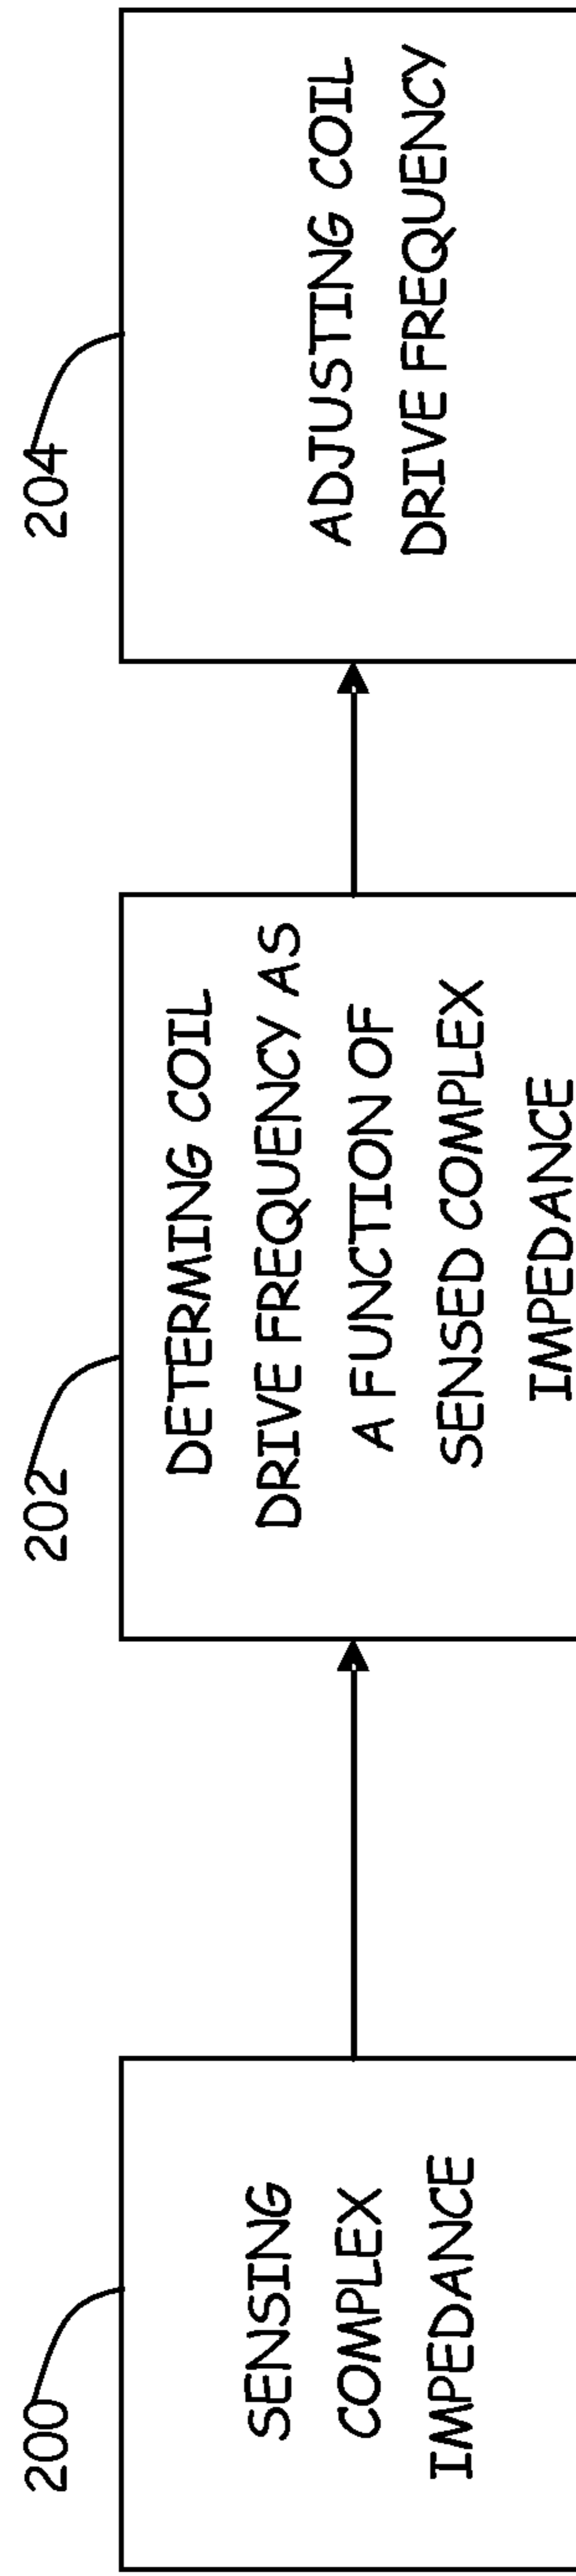 200
SENSING
COMPLEX
IMPEDANCE
202
DETERMING COIL
DRIVE FREQUENCY AS
A FUNCTION OF
SENSED COMPLEX
IMPEDANCE
204
ADJUSTING COIL
DRIVE FREQUENCY